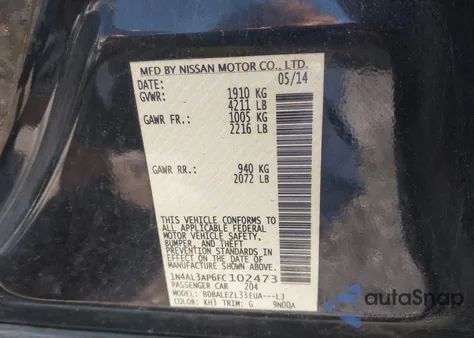 MFD BY NISSAN MOTOR CO., LTD.
DATE: 05/14
GVWR: 1910 KG
4211 LB
GAWR FR.: 1005 KG
2216 LB
GAWR RR.: 940 KG
2072 LB
THIS VEHICLE CONFORMS TO
ALL APPLICABLE FEDERAL
MOTOR VEHICLE SAFETY,
BUMPER, AND THEFT
PREVENTION STANDARDS IN
EFFECT ON THE DATE OF
MANUFACTURE SHOWN ABOVE.
1N4AL3AP6FC102473
PASSENGER CAR 204
MODEL: BDBALEZL33EUA---LJ
COLOR: KH3 TRIM: G 9N00A
autoSnap